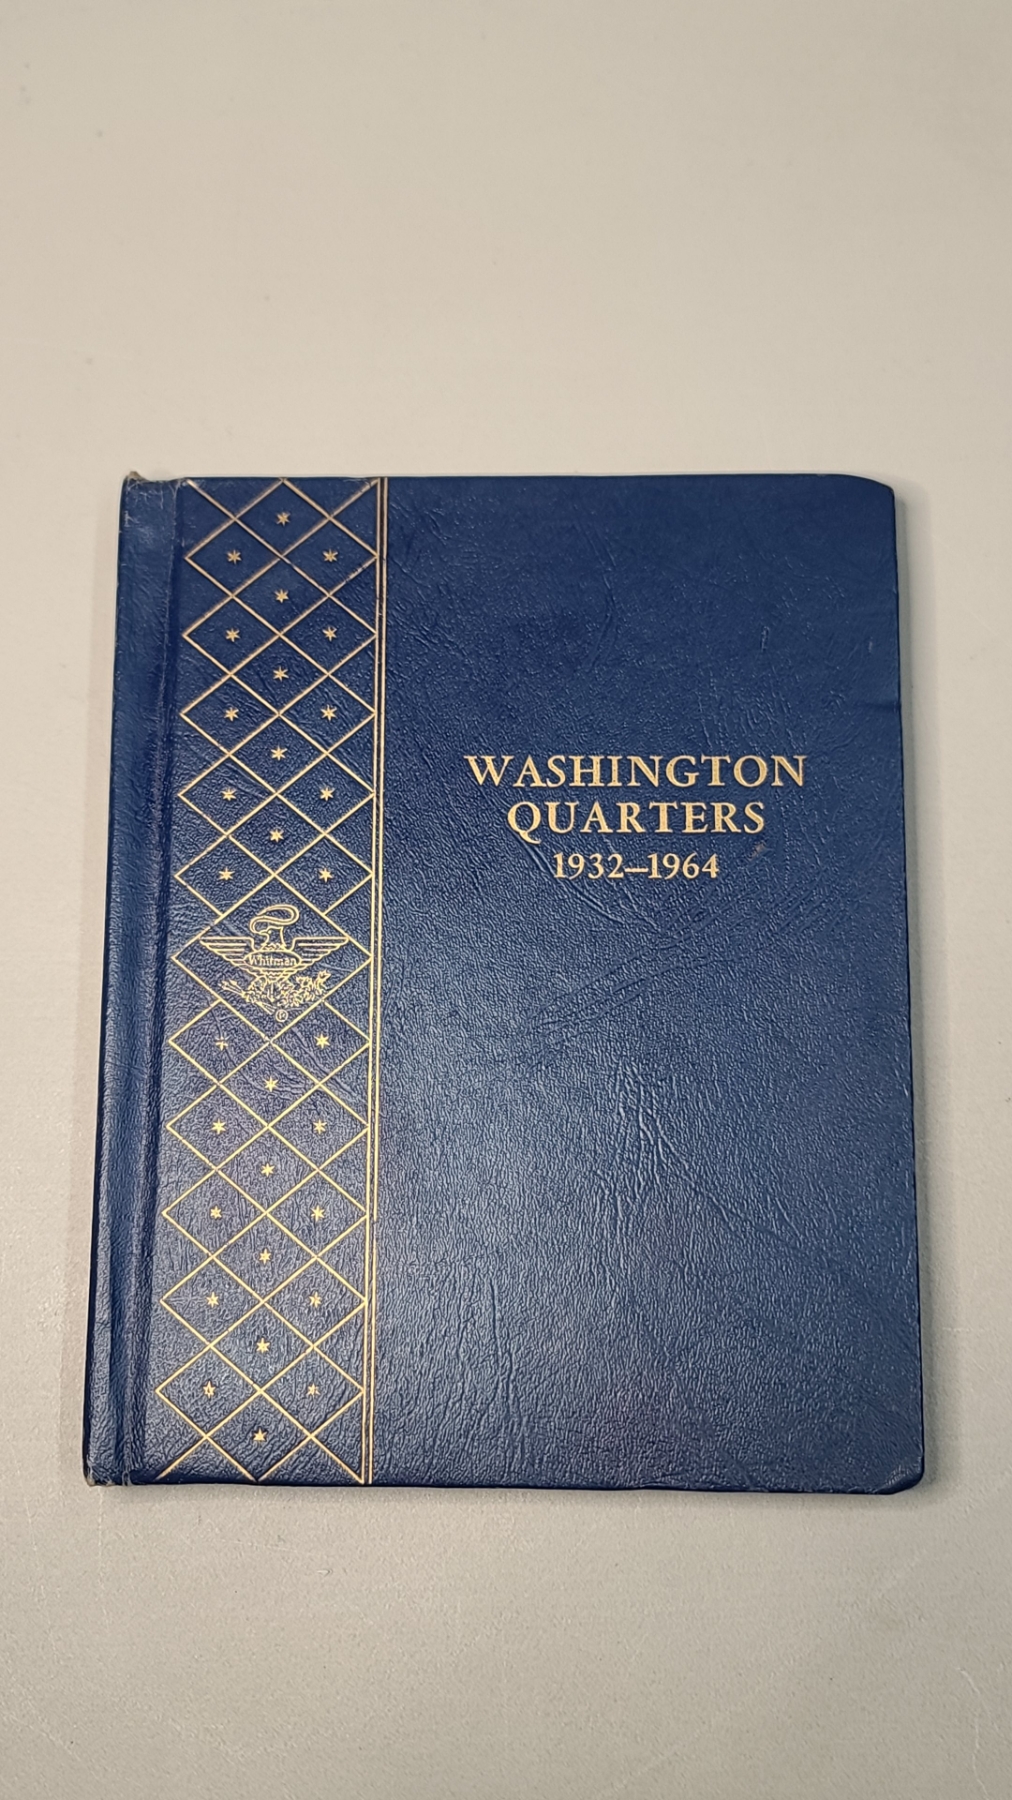 WASHINGTON
QUARTERS
1932–1964
Whitman
®